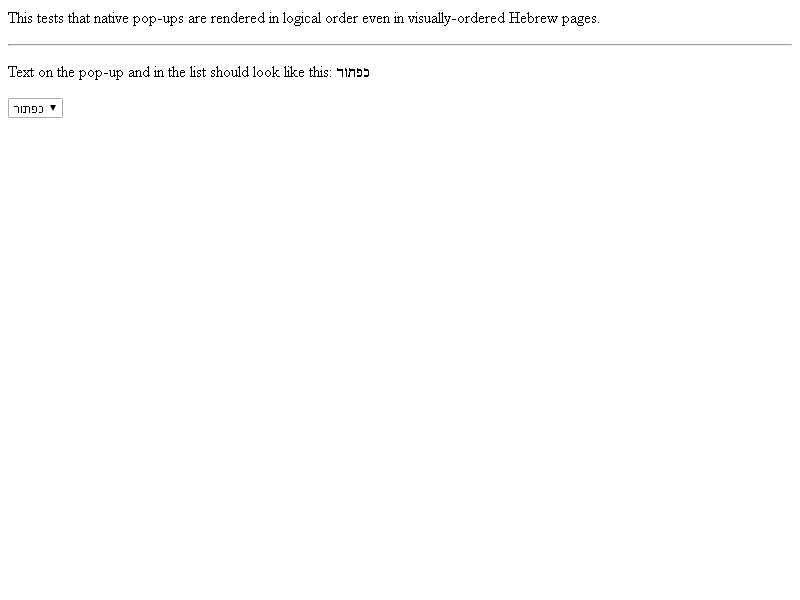 This tests that native pop-ups are rendered in logical order even in visually-ordered Hebrew pages.
Text on the pop-up and in the list should look like this: כפתור
כפתור ▼